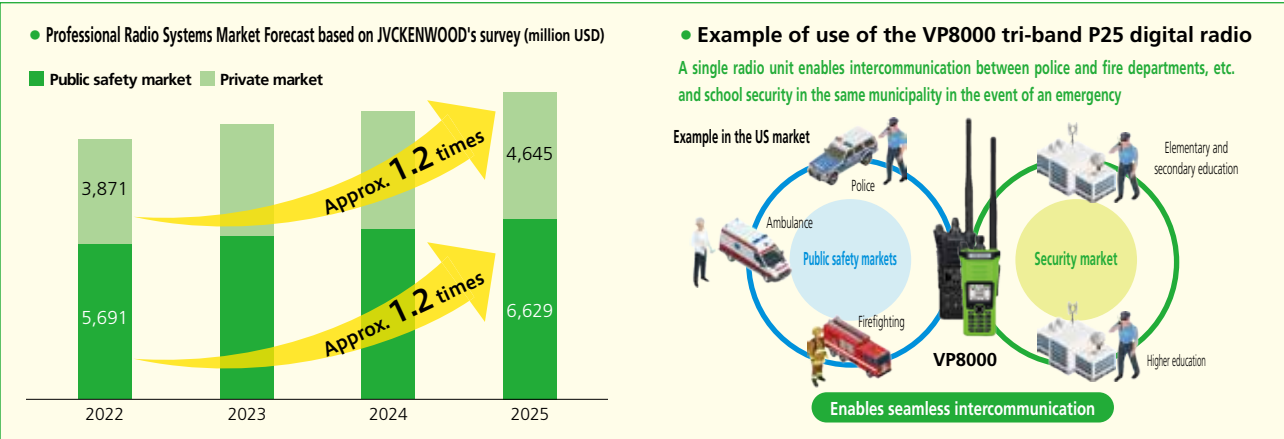 ● Professional Radio Systems Market Forecast based on JVCKENWOOD's survey (million USD)
Public safety market Private market
3,871
5,691
4,645
6,629
Approx. 1.2 times
Approx. 1.2 times
2022 2023 2024 2025
● Example of use of the VP8000 tri-band P25 digital radio
A single radio unit enables intercommunication between police and fire departments, etc.
and school security in the same municipality in the event of an emergency
Example in the US market
Police
Ambulance
Public safety markets
Firefighting
VP8000
Elementary and
secondary education
Security market
Higher education
Enables seamless intercommunication